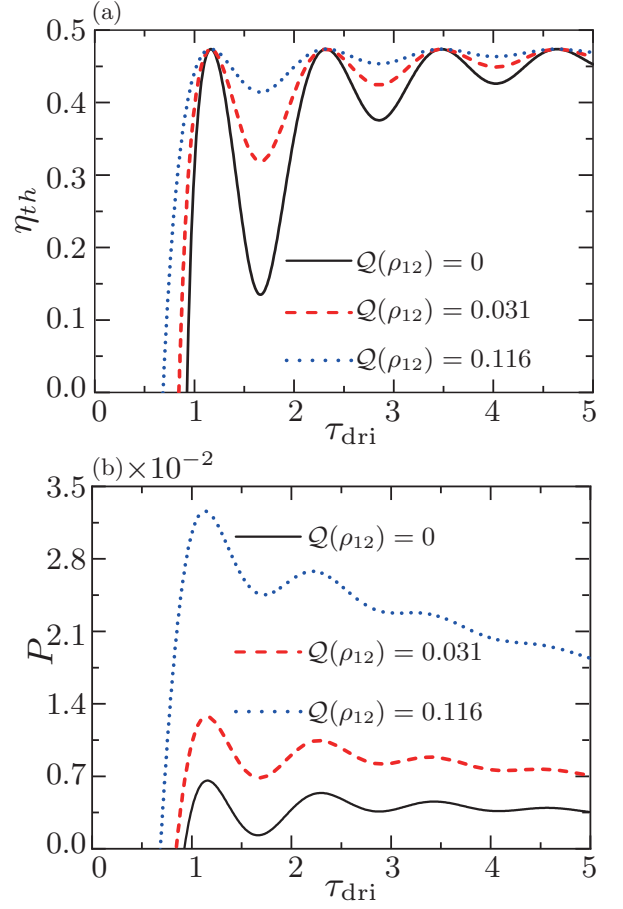 (a)
0.5
0.4
0.3
0.2
0.1
0.0
η_th
Q(ρ₁₂) = 0
Q(ρ₁₂) = 0.031
Q(ρ₁₂) = 0.116
0 1 2 3 4 5
τ_dri
(b) ×10⁻²
3.5
2.8
2.1
1.4
0.7
0.0
P
Q(ρ₁₂) = 0
Q(ρ₁₂) = 0.031
Q(ρ₁₂) = 0.116
0 1 2 3 4 5
τ_dri